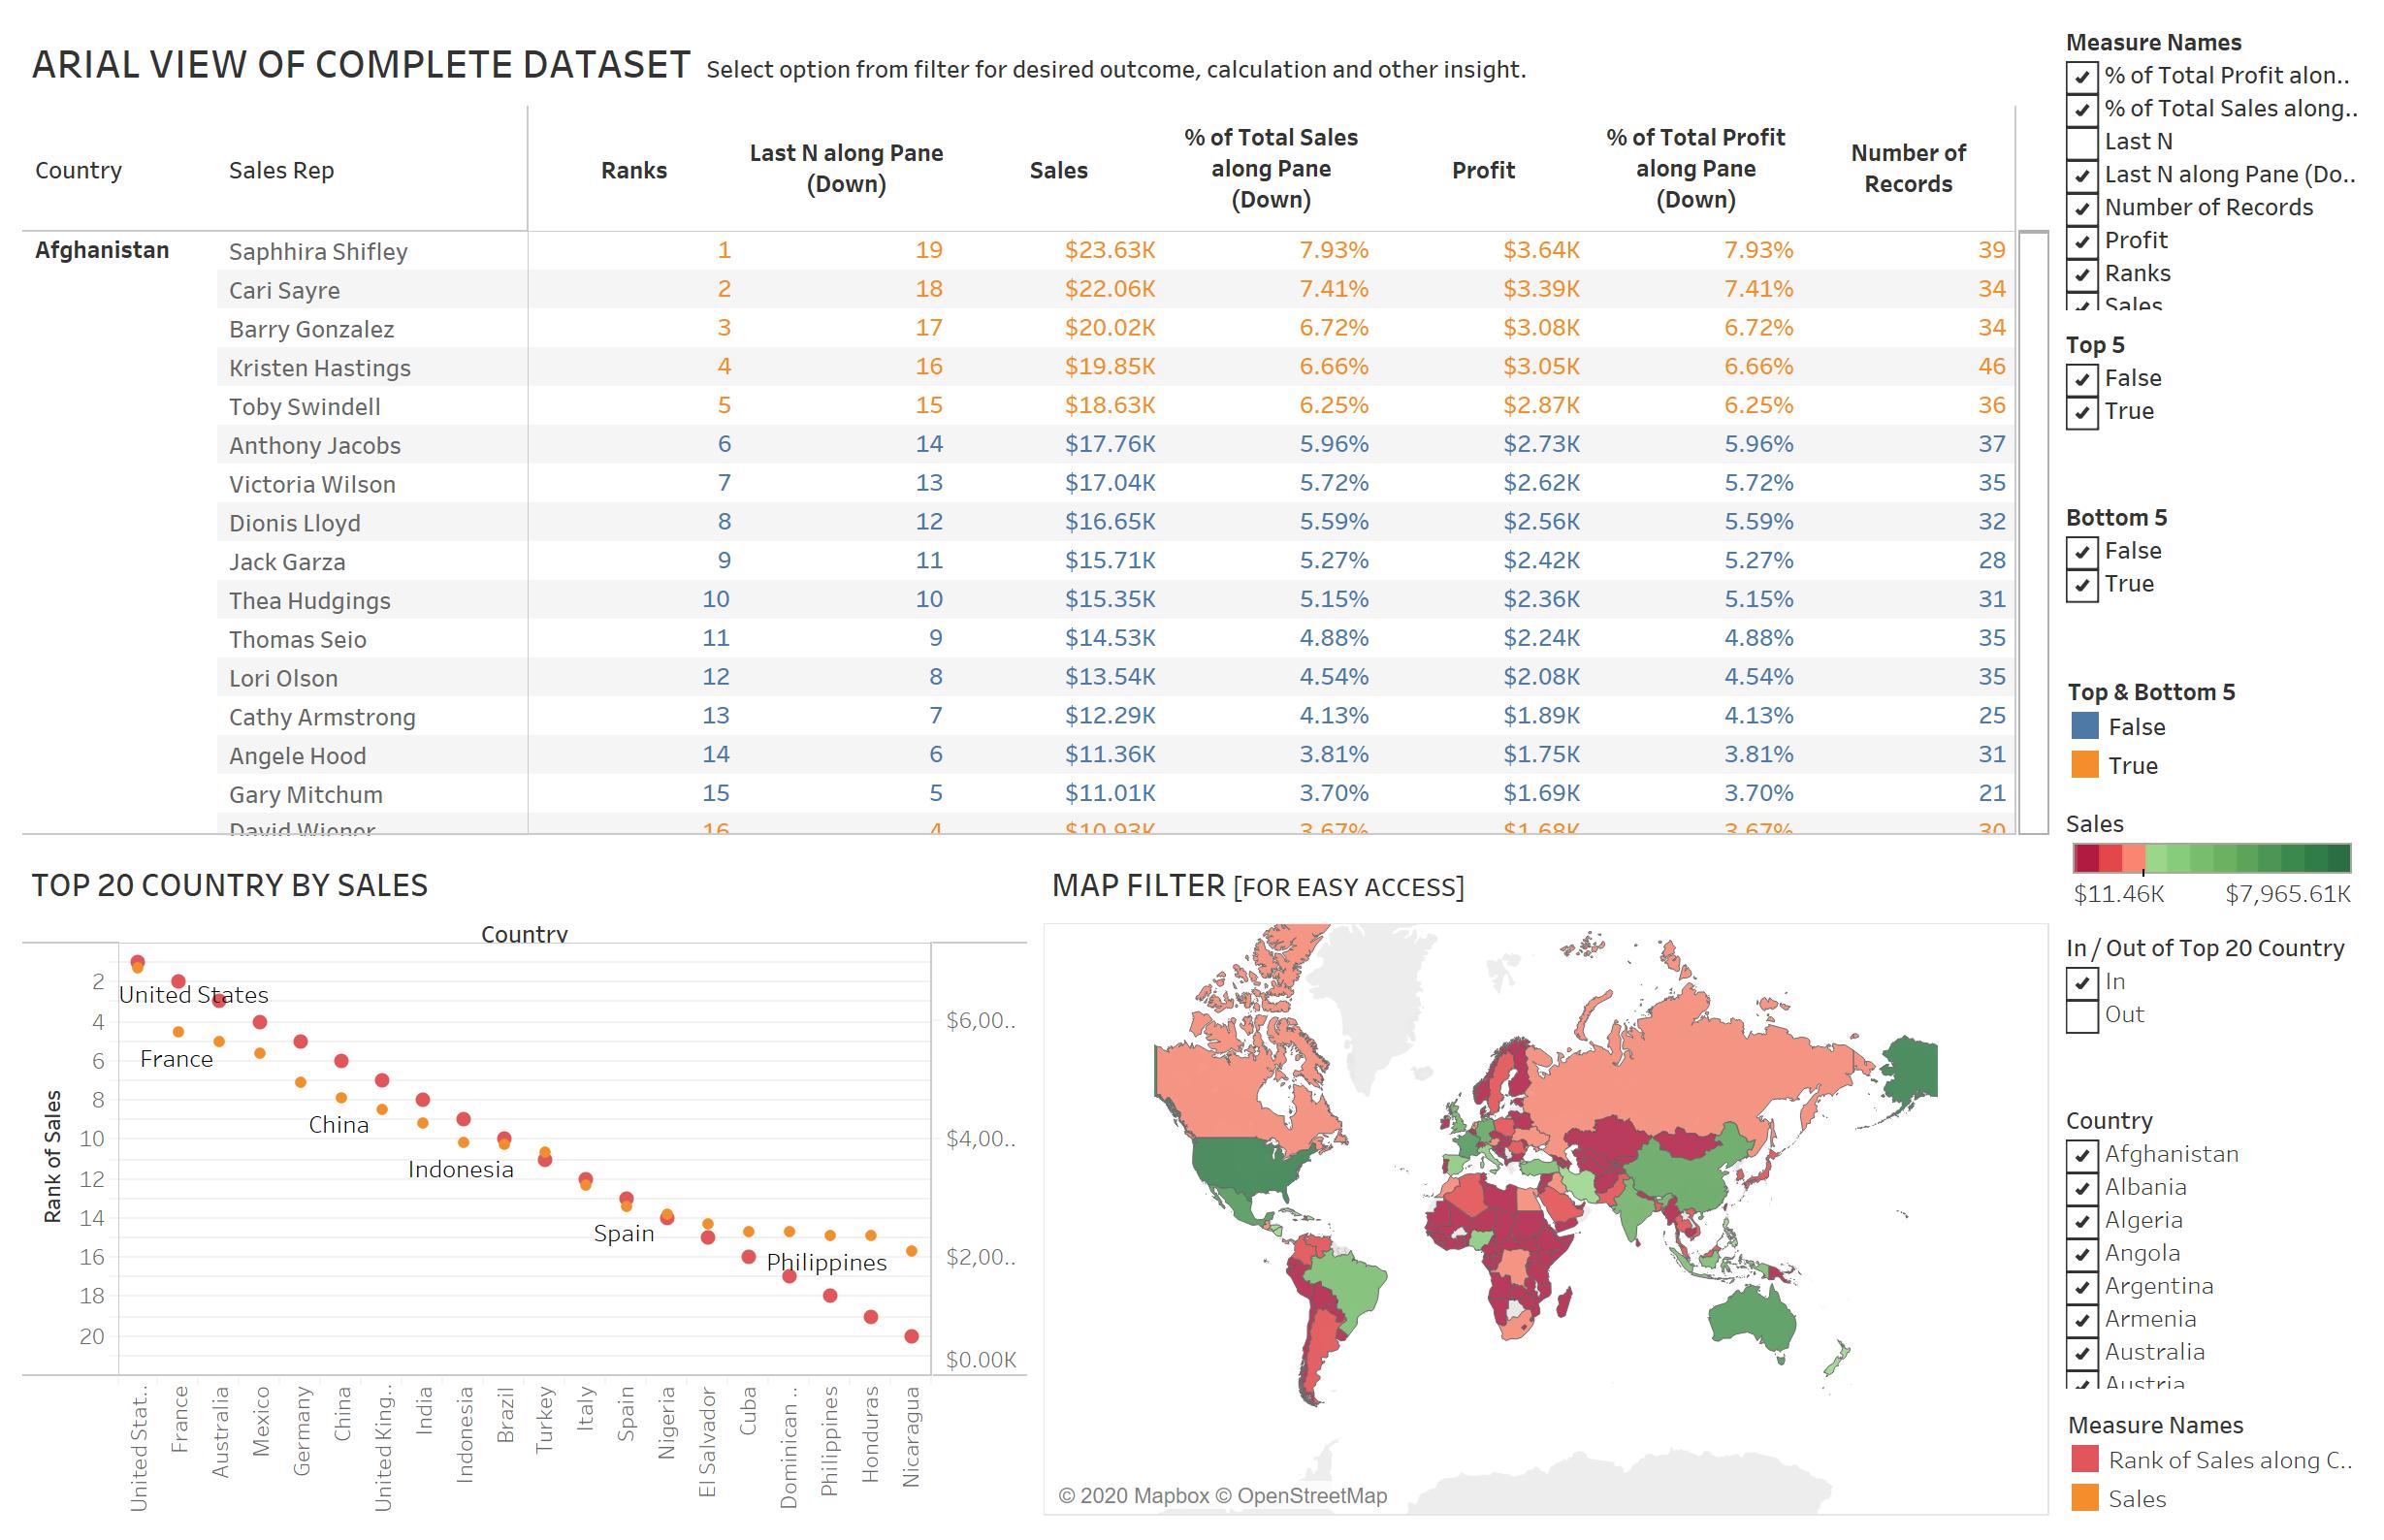 ARIAL VIEW OF COMPLETE DATASET Select option from filter for desired outcome, calculation and other insight.
Country Sales Rep Ranks Last N along Pane (Down) Sales % of Total Sales along Pane (Down) Profit % of Total Profit along Pane (Down) Number of Records
Afghanistan Saphhira Shifley 1 19 $23.63K 7.93% $3.64K 7.93% 39
Cari Sayre 2 18 $22.06K 7.41% $3.39K 7.41% 34
Barry Gonzalez 3 17 $20.02K 6.72% $3.08K 6.72% 34
Kristen Hastings 4 16 $19.85K 6.66% $3.05K 6.66% 46
Toby Swindell 5 15 $18.63K 6.25% $2.87K 6.25% 36
Anthony Jacobs 6 14 $17.76K 5.96% $2.73K 5.96% 37
Victoria Wilson 7 13 $17.04K 5.72% $2.62K 5.72% 35
Dionis Lloyd 8 12 $16.65K 5.59% $2.56K 5.59% 32
Jack Garza 9 11 $15.71K 5.27% $2.42K 5.27% 28
Thea Hudgings 10 10 $15.35K 5.15% $2.36K 5.15% 31
Thomas Seio 11 9 $14.53K 4.88% $2.24K 4.88% 35
Lori Olson 12 8 $13.54K 4.54% $2.08K 4.54% 35
Cathy Armstrong 13 7 $12.29K 4.13% $1.89K 4.13% 25
Angele Hood 14 6 $11.36K 3.81% $1.75K 3.81% 31
Gary Mitchum 15 5 $11.01K 3.70% $1.69K 3.70% 21
David 16 4 $10.93K 3.67% $1.68K 3.67% 30
Measure Names
% of Total Profit alon..
% of Total Sales along..
Last N
Last N along Pane (Do..
Number of Records
Profit
Ranks
Sales
Top 5
False
True
Bottom 5
False
True
Top & Bottom 5
False
True
Sales
$11.46K $7,965.61K
In / Out of Top 20 Country
In
Out
Country
Afghanistan
Albania
Algeria
Angola
Argentina
Armenia
Australia
Austria
Measure Names
Rank of Sales along C..
Sales
TOP 20 COUNTRY BY SALES
Country
Rank of Sales
2
4
6
8
10
12
14
16
18
20
United States
France
China
Indonesia
Spain
Philippines
$6,00..
$4,00..
$2,00..
$0.00K
United Stat..
France
Australia
Mexico
Germany
China
United King..
India
Indonesia
Brazil
Turkey
Italy
Spain
Nigeria
El Salvador
Cuba
Dominican ..
Philippines
Honduras
Nicaragua
MAP FILTER [FOR EASY ACCESS]
© 2020 Mapbox © OpenStreetMap